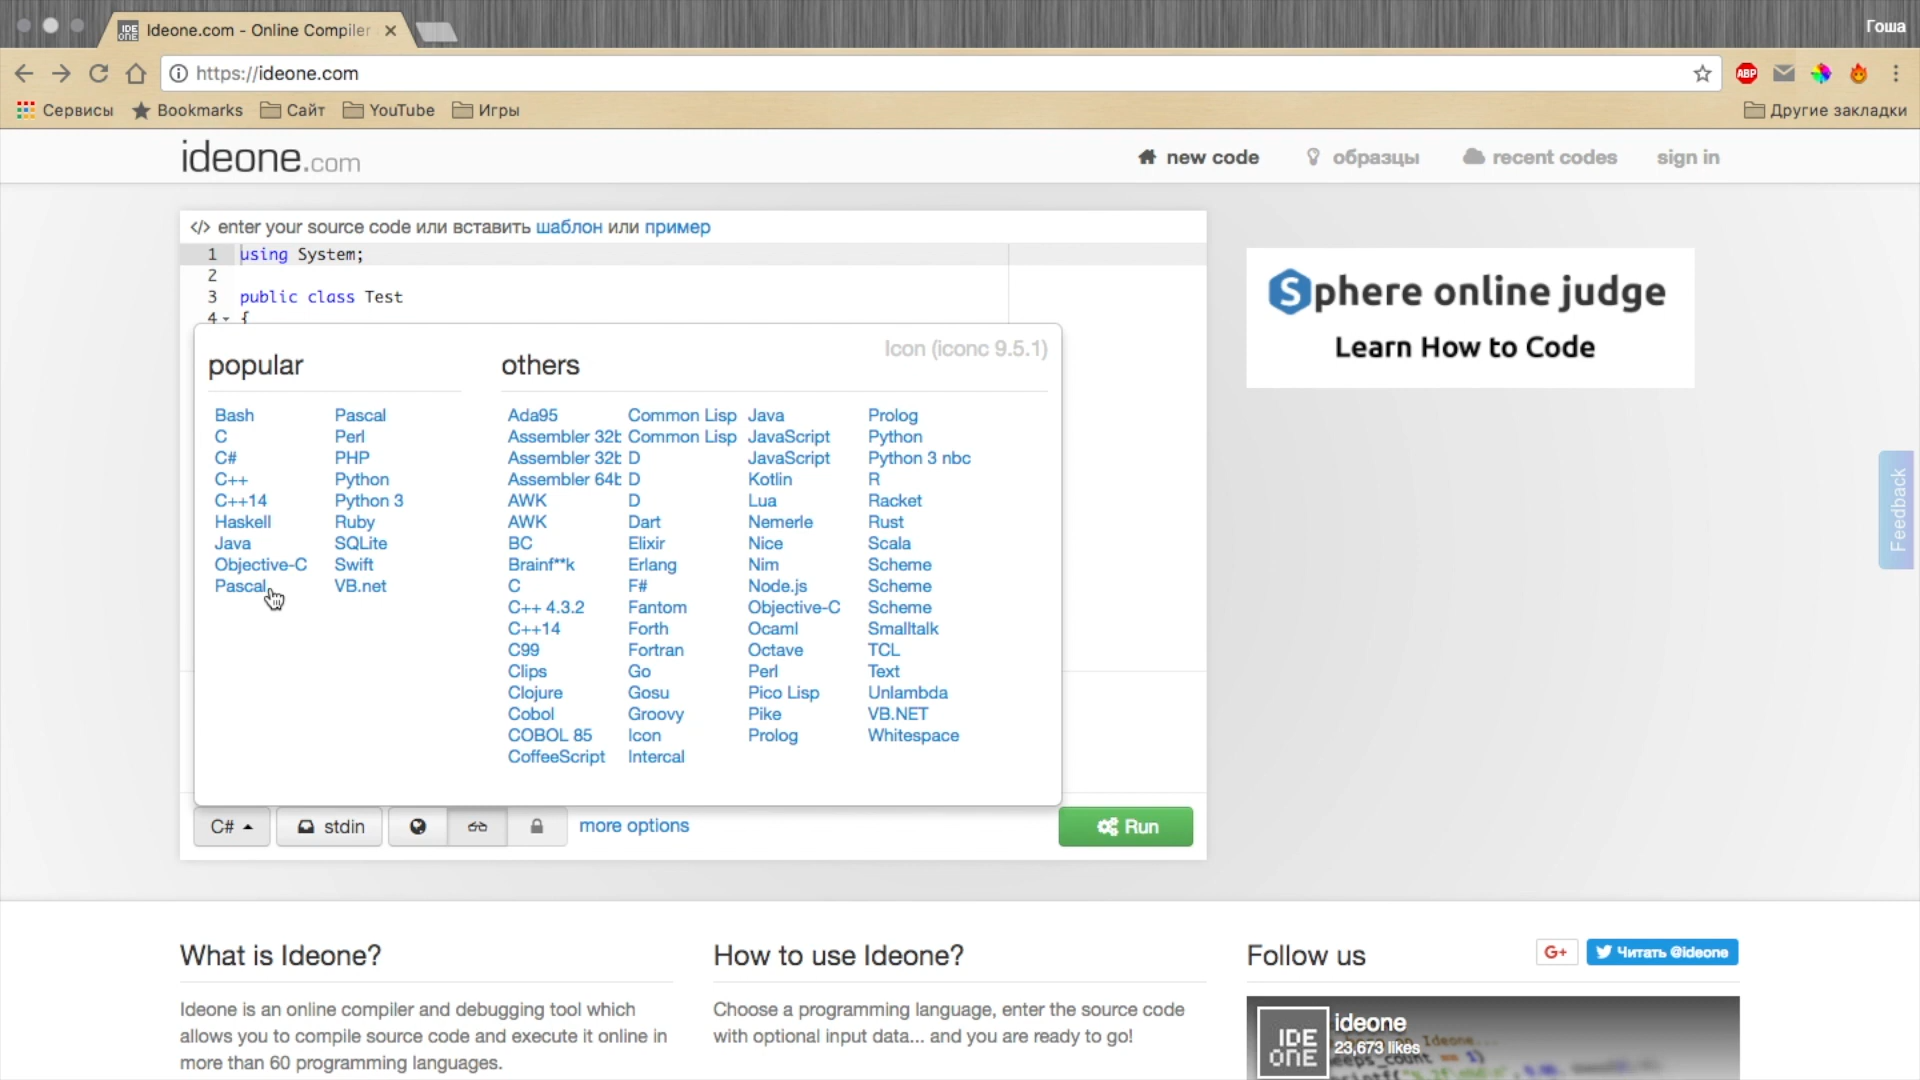 Ideone.com - Online Compiler
Гоша
https://ideone.com
ABP
Сервисы
Bookmarks
Сайт
YouTube
Игры
Другие закладки
ideone.com
new code
образцы
recent codes
sign in
</> enter your source code или вставить шаблон или пример
1 using System;
2
3 public class Test
4 {
Sphere online judge
Learn How to Code
Feedback
popular
Bash
C
C#
C++
C++14
Haskell
Java
Objective-C
Pascal
Pascal
Perl
PHP
Python
Python 3
Ruby
SQLite
Swift
VB.net
others
Icon (iconc 9.5.1)
Ada95
Assembler 32b
Assembler 32b
Assembler 64b
AWK
AWK
BC
Brainf**k
C
C++ 4.3.2
C++14
C99
Clips
Clojure
Cobol
COBOL 85
CoffeeScript
Common Lisp
Common Lisp
D
D
D
Dart
Elixir
Erlang
F#
Fantom
Forth
Fortran
Go
Gosu
Groovy
Icon
Intercal
Java
JavaScript
JavaScript
Kotlin
Lua
Nemerle
Nice
Nim
Node.js
Objective-C
Ocaml
Octave
Perl
Pico Lisp
Pike
Prolog
Prolog
Python
Python 3 nbc
R
Racket
Rust
Scala
Scheme
Scheme
Scheme
Smalltalk
TCL
Text
Unlambda
VB.NET
Whitespace
C#
stdin
more options
Run
What is Ideone?
Ideone is an online compiler and debugging tool which
allows you to compile source code and execute it online in
more than 60 programming languages.
How to use Ideone?
Choose a programming language, enter the source code
with optional input data... and you are ready to go!
Follow us
G+
Читать @ideone
IDE
ONE
ideone
23,673 likes